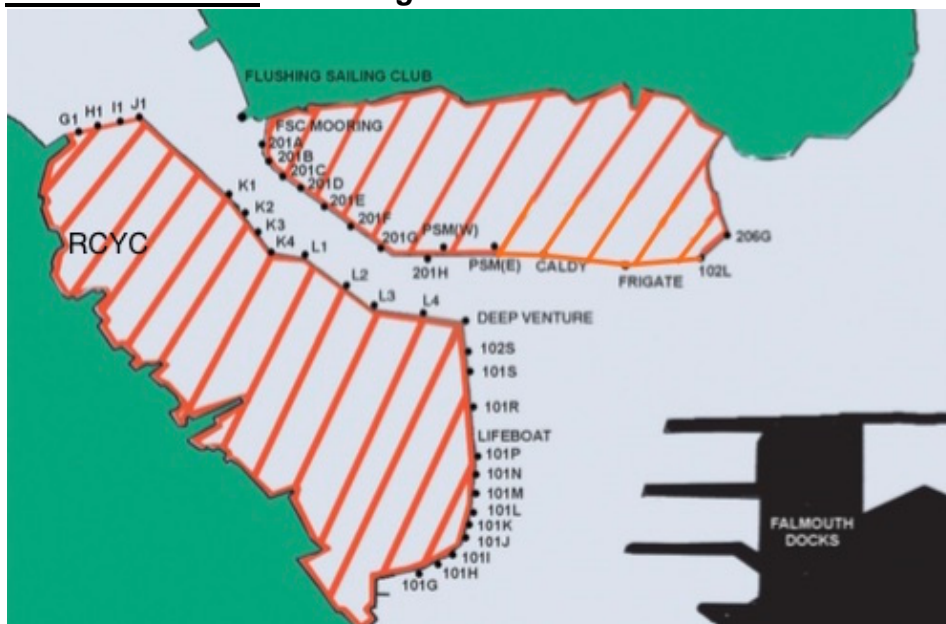 FLUSHING SAILING CLUB
G1
H1
I1
J1
FSC MOORING
201A
201B
201C
201D
201E
201F
201G
201H
PSM(W)
PSM(E)
CALDY
FRIGATE
102L
206G
K1
K2
K3
K4
RCYC
L1
L2
L3
L4
DEEP VENTURE
102S
101S
101R
LIFEBOAT
101P
101N
101M
101L
101K
101J
101I
101H
101G
FALMOUTH
DOCKS